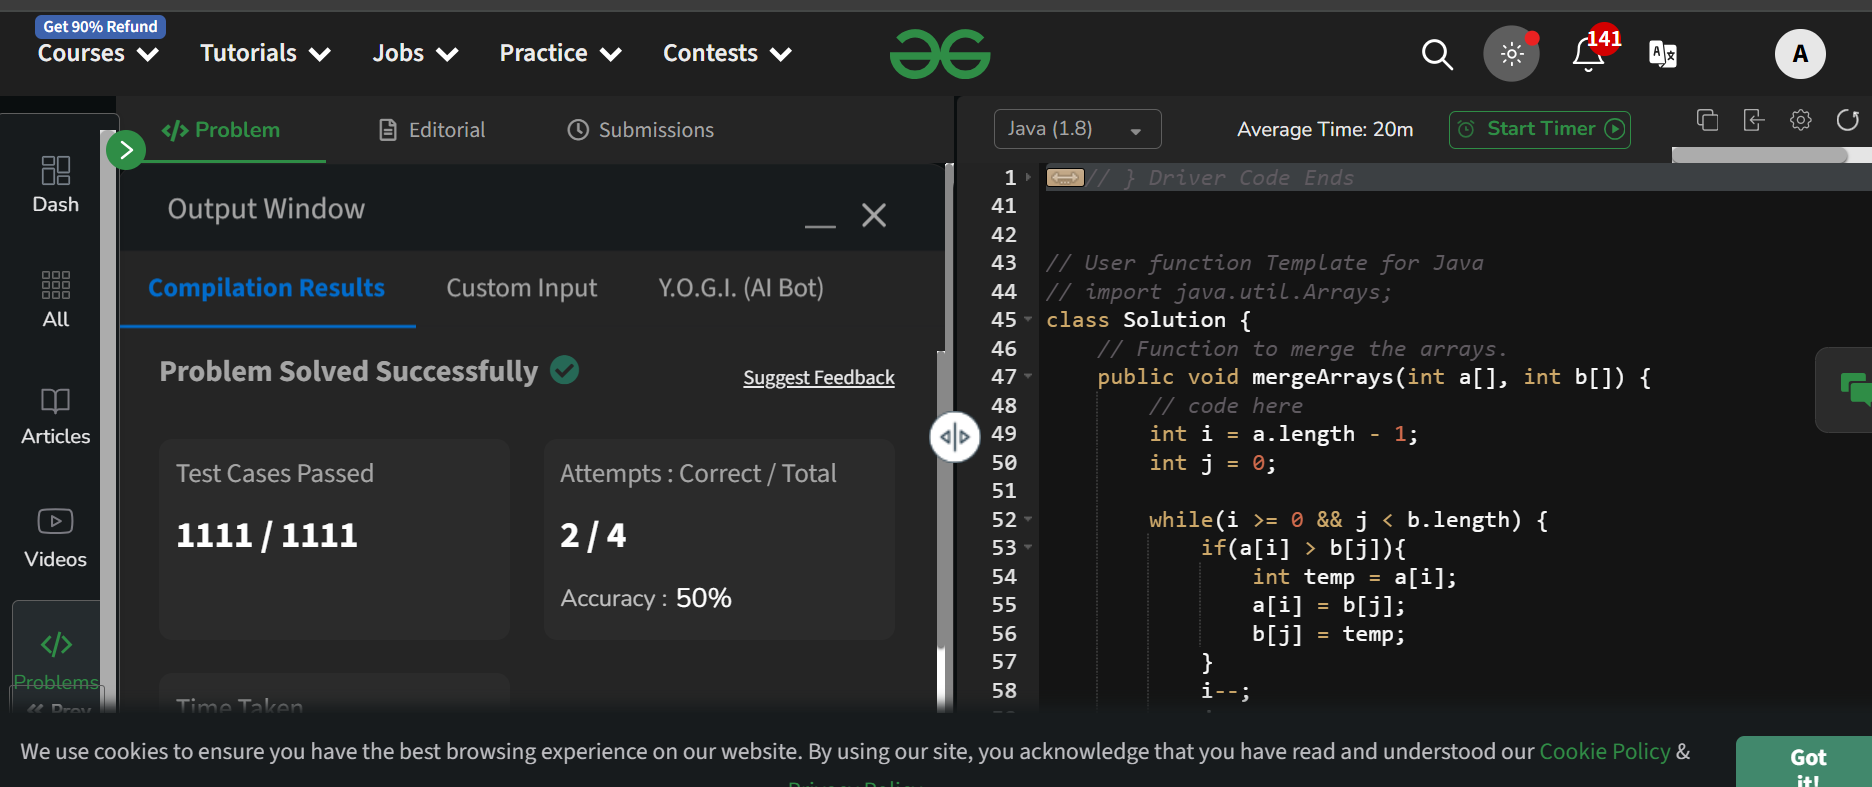 Get 90% Refund
Courses Tutorials Jobs Practice Contests
141
A
Dash
All
Articles
Videos
Problems
Prev
Problem Editorial Submissions
Output Window
Compilation Results Custom Input Y.O.G.I. (AI Bot)
Problem Solved Successfully
Suggest Feedback
Test Cases Passed
1111 / 1111
Attempts : Correct / Total
2 / 4
Accuracy : 50%
Time Taken
Java (1.8) Average Time: 20m Start Timer
1 // } Driver Code Ends
41
42
43 // User function Template for Java
44 // import java.util.Arrays;
45 class Solution {
46 // Function to merge the arrays.
47 public void mergeArrays(int a[], int b[]) {
48 // code here
49 int i = a.length - 1;
50 int j = 0;
51
52 while(i >= 0 && j < b.length) {
53 if(a[i] > b[j]){
54 int temp = a[i];
55 a[i] = b[j];
56 b[j] = temp;
57 }
58 i--;
We use cookies to ensure you have the best browsing experience on our website. By using our site, you acknowledge that you have read and understood our Cookie Policy &
Privacy Policy
Got
it!